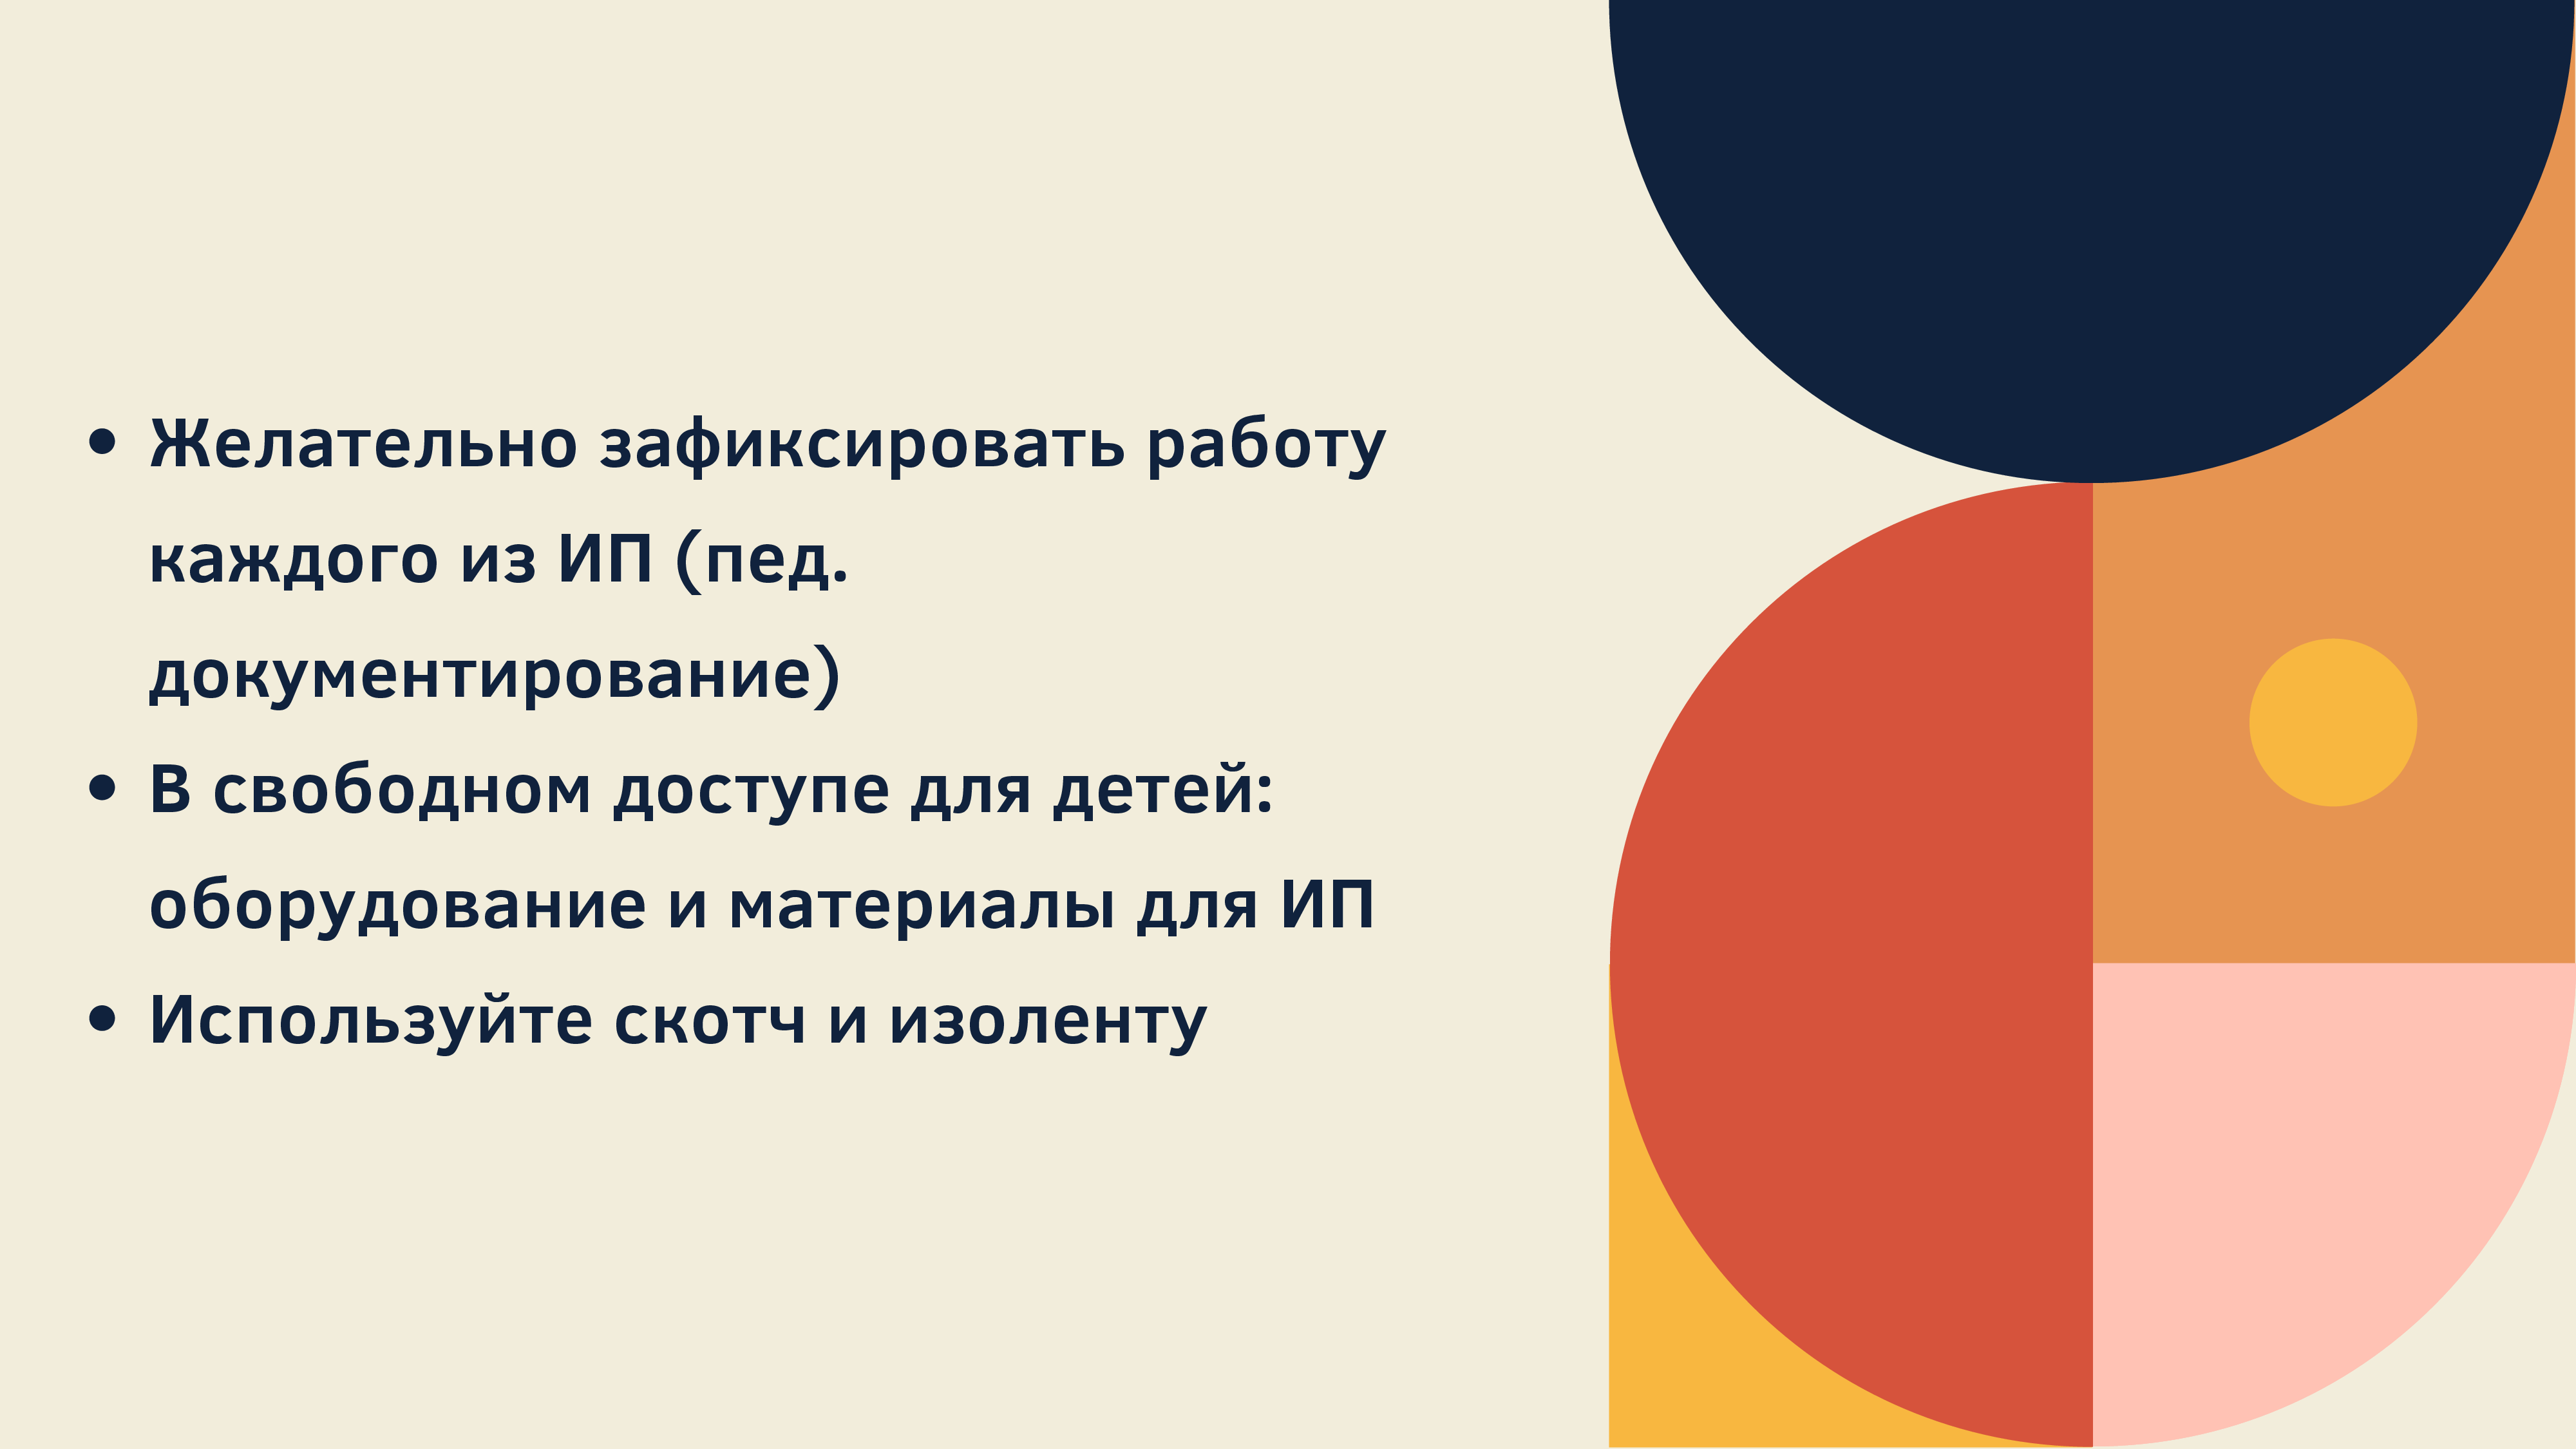 • Желательно зафиксировать работу
каждого из ИП (пед.
документирование)
• В свободном доступе для детей:
оборудование и материалы для ИП
• Используйте скотч и изоленту